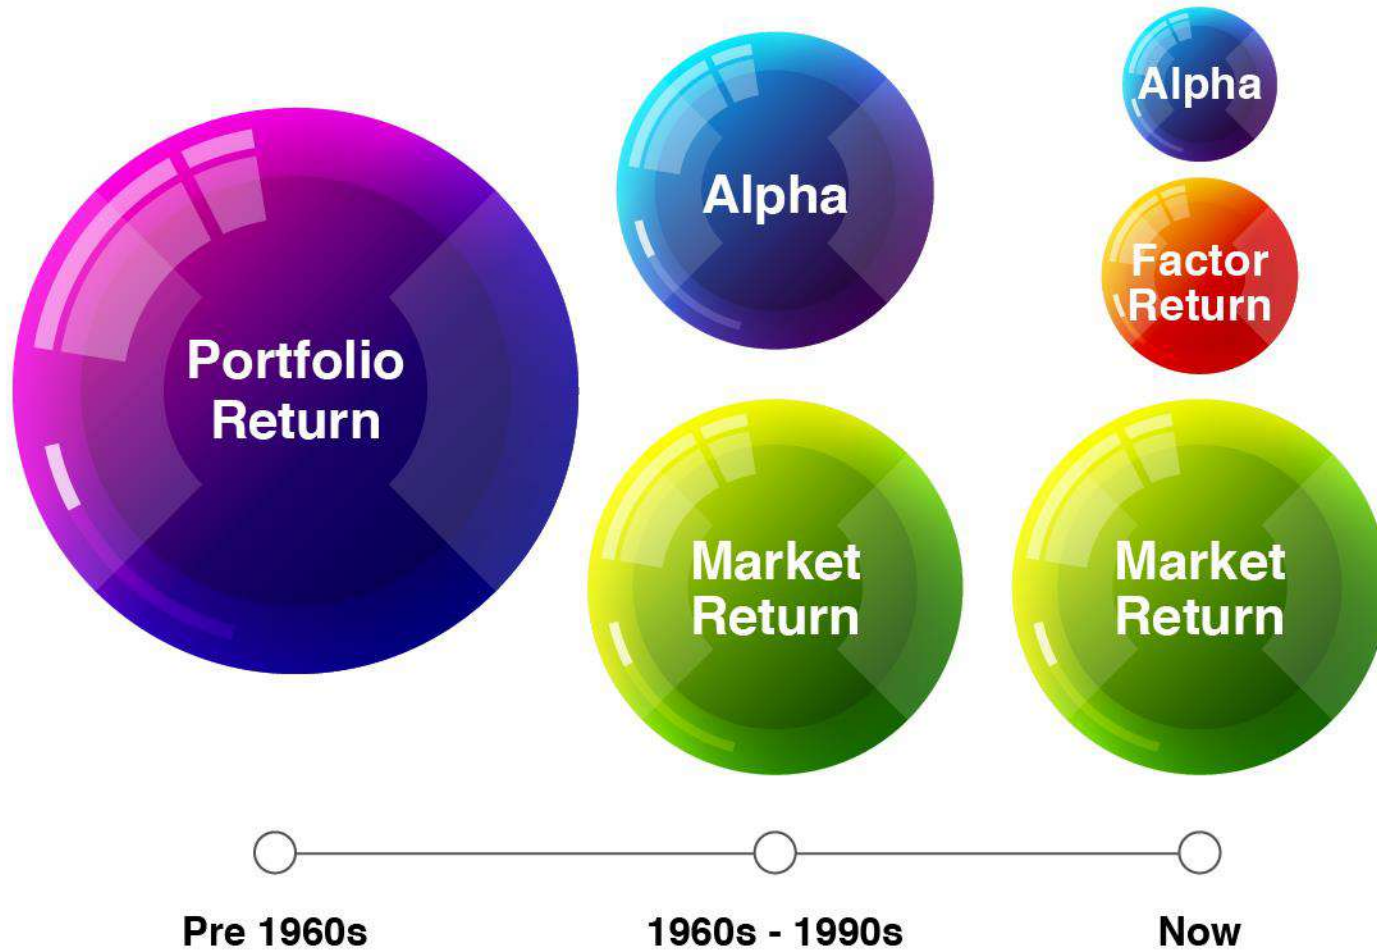 Portfolio
Return
Alpha
Market
Return
Alpha
Factor
Return
Market
Return
Pre 1960s
1960s - 1990s
Now